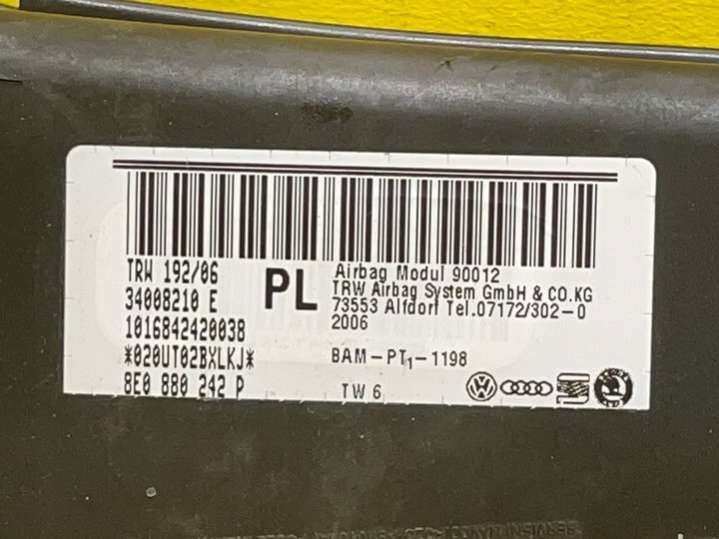 TRW 192/06
34008210 E
1016842420038
*020UT02BXLKJ*
8E0 880 242 P
PL
Airbag Modul 90012
TRW Airbag System GmbH & CO.KG
73553 Alfdorf Tel.07172/302-0
2006
BAM-PT1-1198
TW 6